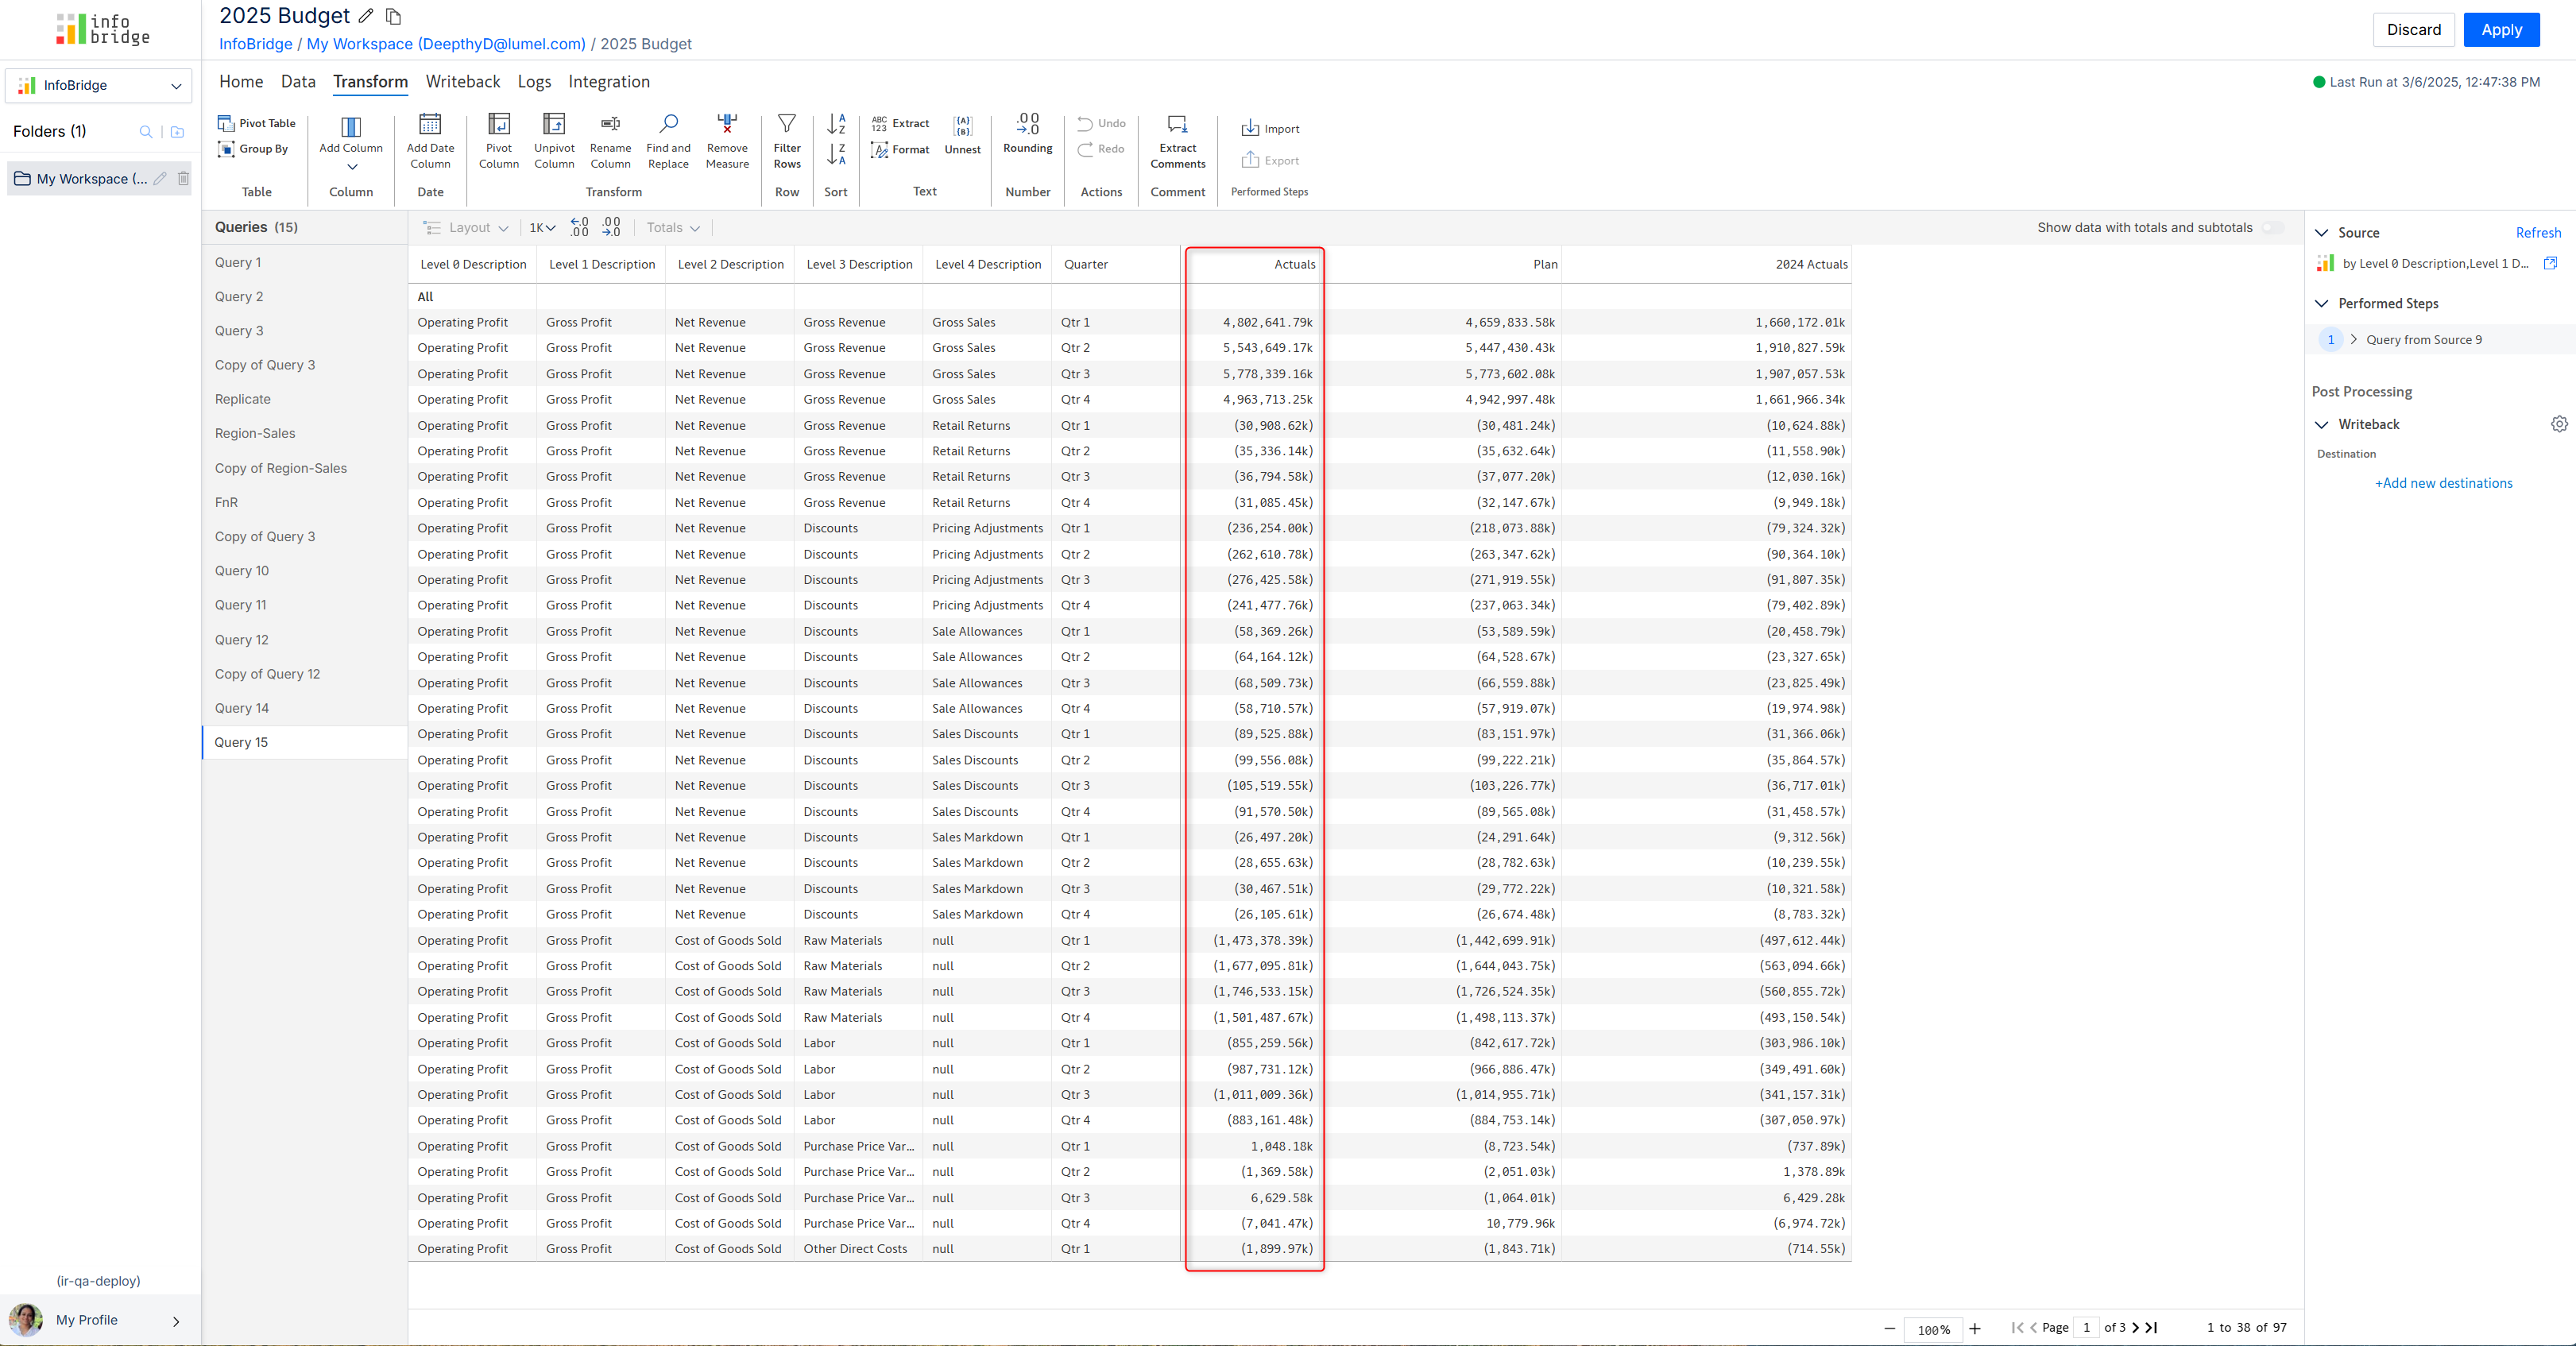 info
bridge
2025 Budget
InfoBridge / My Workspace (DeepthyD@lumel.com) / 2025 Budget
Discard
Apply
InfoBridge
Folders (1)
My Workspace (...
Home Data Transform Writeback Logs Integration
Last Run at 3/6/2025, 12:47:38 PM
Pivot Table
Group By
Table
Add Column
Column
Add Date Column
Date
Pivot Column
Unpivot Column
Rename Column
Find and Replace
Remove Measure
Transform
Filter Rows
Row
Sort
Extract
Format
Unnest
Text
Rounding
Number
Undo
Redo
Actions
Extract Comments
Comment
Import
Export
Performed Steps
Queries (15)
Query 1
Query 2
Query 3
Copy of Query 3
Replicate
Region-Sales
Copy of Region-Sales
FnR
Copy of Query 3
Query 10
Query 11
Query 12
Copy of Query 12
Query 14
Query 15
Layout 1K Totals
Show data with totals and subtotals
Level 0 Description Level 1 Description Level 2 Description Level 3 Description Level 4 Description Quarter Actuals Plan 2024 Actuals
All
Operating Profit Gross Profit Net Revenue Gross Revenue Gross Sales Qtr 1 4,802,641.79k 4,659,833.58k 1,660,172.01k
Operating Profit Gross Profit Net Revenue Gross Revenue Gross Sales Qtr 2 5,543,649.17k 5,447,430.43k 1,910,827.59k
Operating Profit Gross Profit Net Revenue Gross Revenue Gross Sales Qtr 3 5,778,339.16k 5,773,602.08k 1,907,057.53k
Operating Profit Gross Profit Net Revenue Gross Revenue Gross Sales Qtr 4 4,963,713.25k 4,942,997.48k 1,661,966.34k
Operating Profit Gross Profit Net Revenue Gross Revenue Retail Returns Qtr 1 (30,908.62k) (30,481.24k) (10,624.88k)
Operating Profit Gross Profit Net Revenue Gross Revenue Retail Returns Qtr 2 (35,336.14k) (35,632.64k) (11,558.90k)
Operating Profit Gross Profit Net Revenue Gross Revenue Retail Returns Qtr 3 (36,794.58k) (37,077.20k) (12,030.16k)
Operating Profit Gross Profit Net Revenue Gross Revenue Retail Returns Qtr 4 (31,085.45k) (32,147.67k) (9,949.18k)
Operating Profit Gross Profit Net Revenue Discounts Pricing Adjustments Qtr 1 (236,254.00k) (218,073.88k) (79,324.32k)
Operating Profit Gross Profit Net Revenue Discounts Pricing Adjustments Qtr 2 (262,610.78k) (263,347.62k) (90,364.10k)
Operating Profit Gross Profit Net Revenue Discounts Pricing Adjustments Qtr 3 (276,425.58k) (271,919.55k) (91,807.35k)
Operating Profit Gross Profit Net Revenue Discounts Pricing Adjustments Qtr 4 (241,477.76k) (237,063.34k) (79,402.89k)
Operating Profit Gross Profit Net Revenue Discounts Sale Allowances Qtr 1 (58,369.26k) (53,589.59k) (20,458.79k)
Operating Profit Gross Profit Net Revenue Discounts Sale Allowances Qtr 2 (64,164.12k) (64,528.67k) (23,327.65k)
Operating Profit Gross Profit Net Revenue Discounts Sale Allowances Qtr 3 (68,509.73k) (66,559.88k) (23,825.49k)
Operating Profit Gross Profit Net Revenue Discounts Sale Allowances Qtr 4 (58,710.57k) (57,919.07k) (19,974.98k)
Operating Profit Gross Profit Net Revenue Discounts Sales Discounts Qtr 1 (89,525.88k) (83,151.97k) (31,366.06k)
Operating Profit Gross Profit Net Revenue Discounts Sales Discounts Qtr 2 (99,556.08k) (99,222.21k) (35,864.57k)
Operating Profit Gross Profit Net Revenue Discounts Sales Discounts Qtr 3 (105,519.55k) (103,226.77k) (36,717.01k)
Operating Profit Gross Profit Net Revenue Discounts Sales Discounts Qtr 4 (91,570.50k) (89,565.08k) (31,458.57k)
Operating Profit Gross Profit Net Revenue Discounts Sales Markdown Qtr 1 (26,497.20k) (24,291.64k) (9,312.56k)
Operating Profit Gross Profit Net Revenue Discounts Sales Markdown Qtr 2 (28,655.63k) (28,782.63k) (10,239.55k)
Operating Profit Gross Profit Net Revenue Discounts Sales Markdown Qtr 3 (30,467.51k) (29,772.22k) (10,321.58k)
Operating Profit Gross Profit Net Revenue Discounts Sales Markdown Qtr 4 (26,105.61k) (26,674.48k) (8,783.32k)
Operating Profit Gross Profit Cost of Goods Sold Raw Materials null Qtr 1 (1,473,378.39k) (1,442,699.91k) (497,612.44k)
Operating Profit Gross Profit Cost of Goods Sold Raw Materials null Qtr 2 (1,677,095.81k) (1,644,043.75k) (563,094.66k)
Operating Profit Gross Profit Cost of Goods Sold Raw Materials null Qtr 3 (1,746,533.15k) (1,726,524.35k) (560,855.72k)
Operating Profit Gross Profit Cost of Goods Sold Raw Materials null Qtr 4 (1,501,487.67k) (1,498,113.37k) (493,150.54k)
Operating Profit Gross Profit Cost of Goods Sold Labor null Qtr 1 (855,259.56k) (842,617.72k) (303,986.10k)
Operating Profit Gross Profit Cost of Goods Sold Labor null Qtr 2 (987,731.12k) (966,886.47k) (349,491.60k)
Operating Profit Gross Profit Cost of Goods Sold Labor null Qtr 3 (1,011,009.36k) (1,014,955.71k) (341,157.31k)
Operating Profit Gross Profit Cost of Goods Sold Labor null Qtr 4 (883,161.48k) (884,753.14k) (307,050.97k)
Operating Profit Gross Profit Cost of Goods Sold Purchase Price Var... null Qtr 1 1,048.18k (8,723.54k) (737.89k)
Operating Profit Gross Profit Cost of Goods Sold Purchase Price Var... null Qtr 2 (1,369.58k) (2,051.03k) 1,378.89k
Operating Profit Gross Profit Cost of Goods Sold Purchase Price Var... null Qtr 3 6,629.58k (1,064.01k) 6,429.28k
Operating Profit Gross Profit Cost of Goods Sold Purchase Price Var... null Qtr 4 (7,041.47k) 10,779.96k (6,974.72k)
Operating Profit Gross Profit Cost of Goods Sold Other Direct Costs null Qtr 1 (1,899.97k) (1,843.71k) (714.55k)
Source Refresh
by Level 0 Description,Level 1 D...
Performed Steps
1 Query from Source 9
Post Processing
Writeback
Destination
+Add new destinations
(ir-qa-deploy)
My Profile
100% Page 1 of 3 1 to 38 of 97